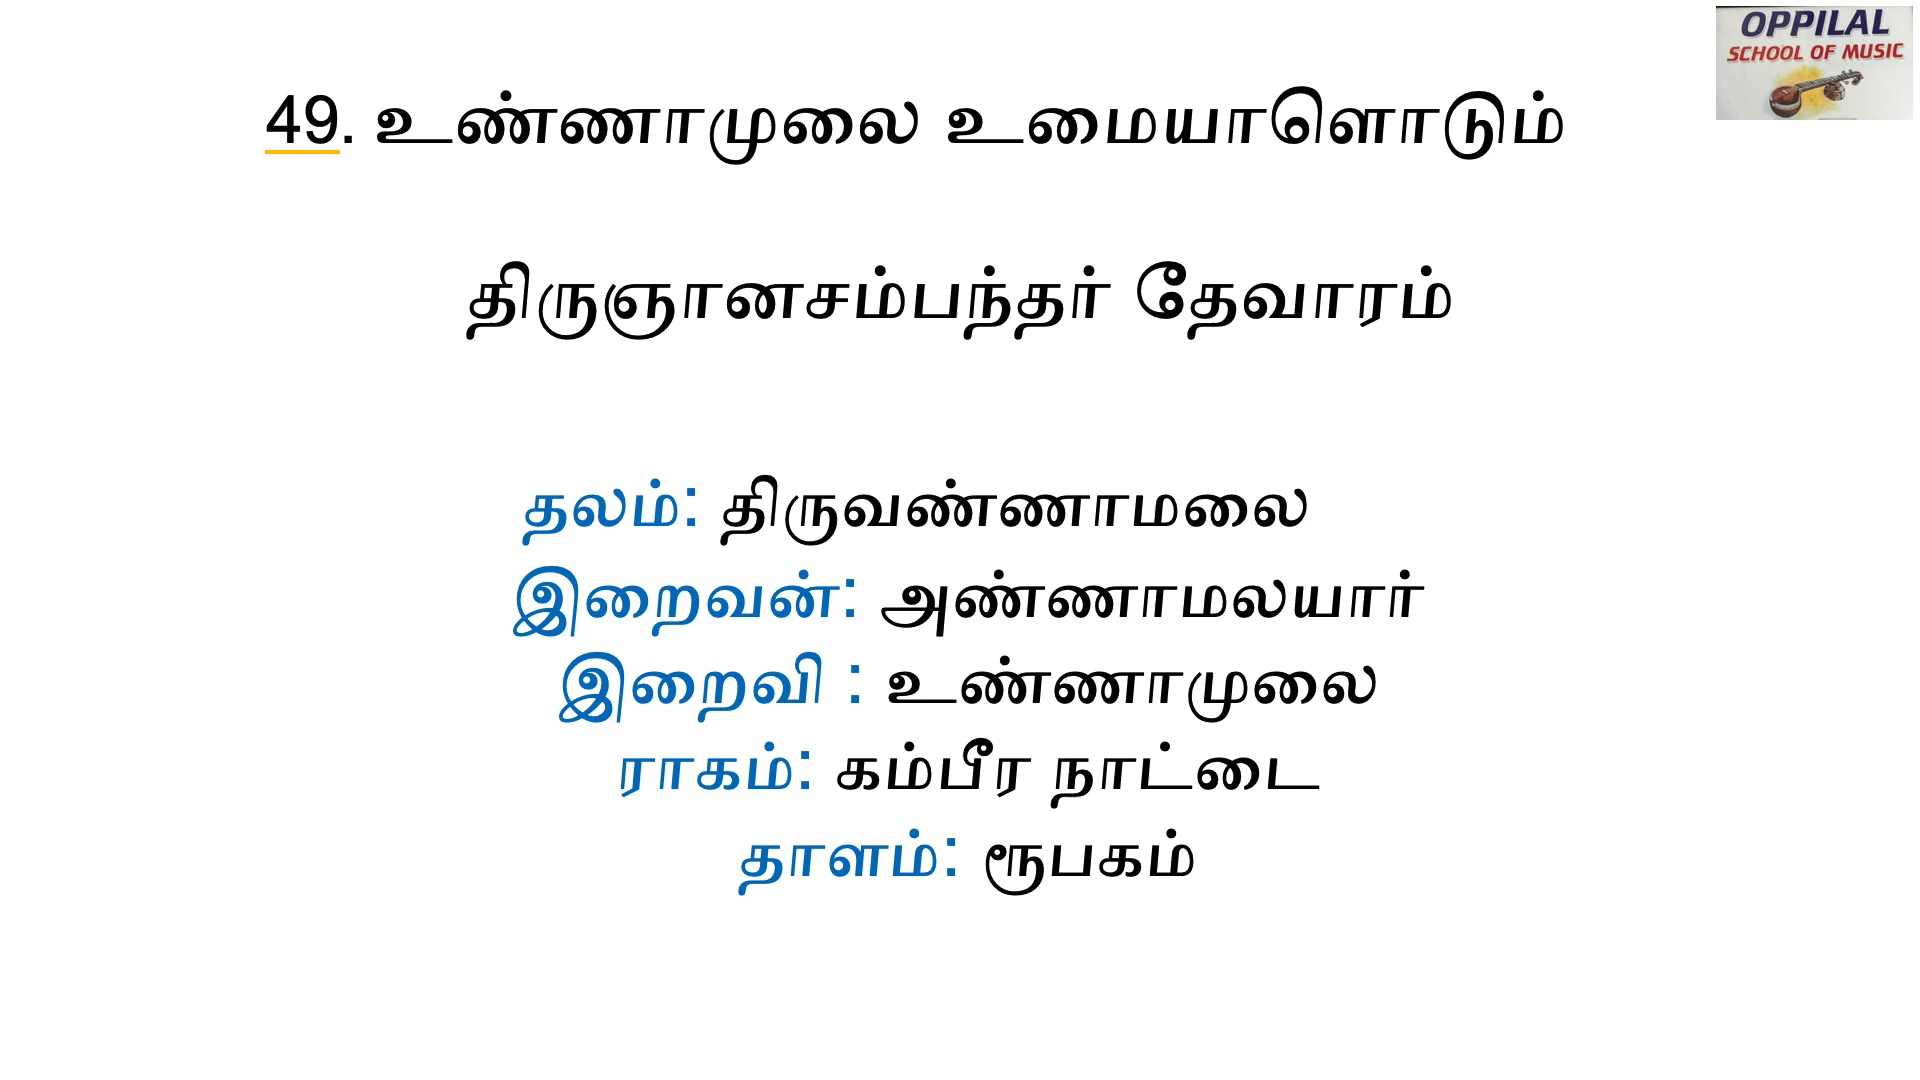 OPPILAL
SCHOOL OF MUSIC
49. உண்ணாமுலை உமையாளொடும்
திருஞானசம்பந்தர் தேவாரம்
தலம்: திருவண்ணாமலை
இறைவன்: அண்ணாமலயார்
இறைவி : உண்ணாமுலை
ராகம்: கம்பீர நாட்டை
தாளம்: ரூபகம்